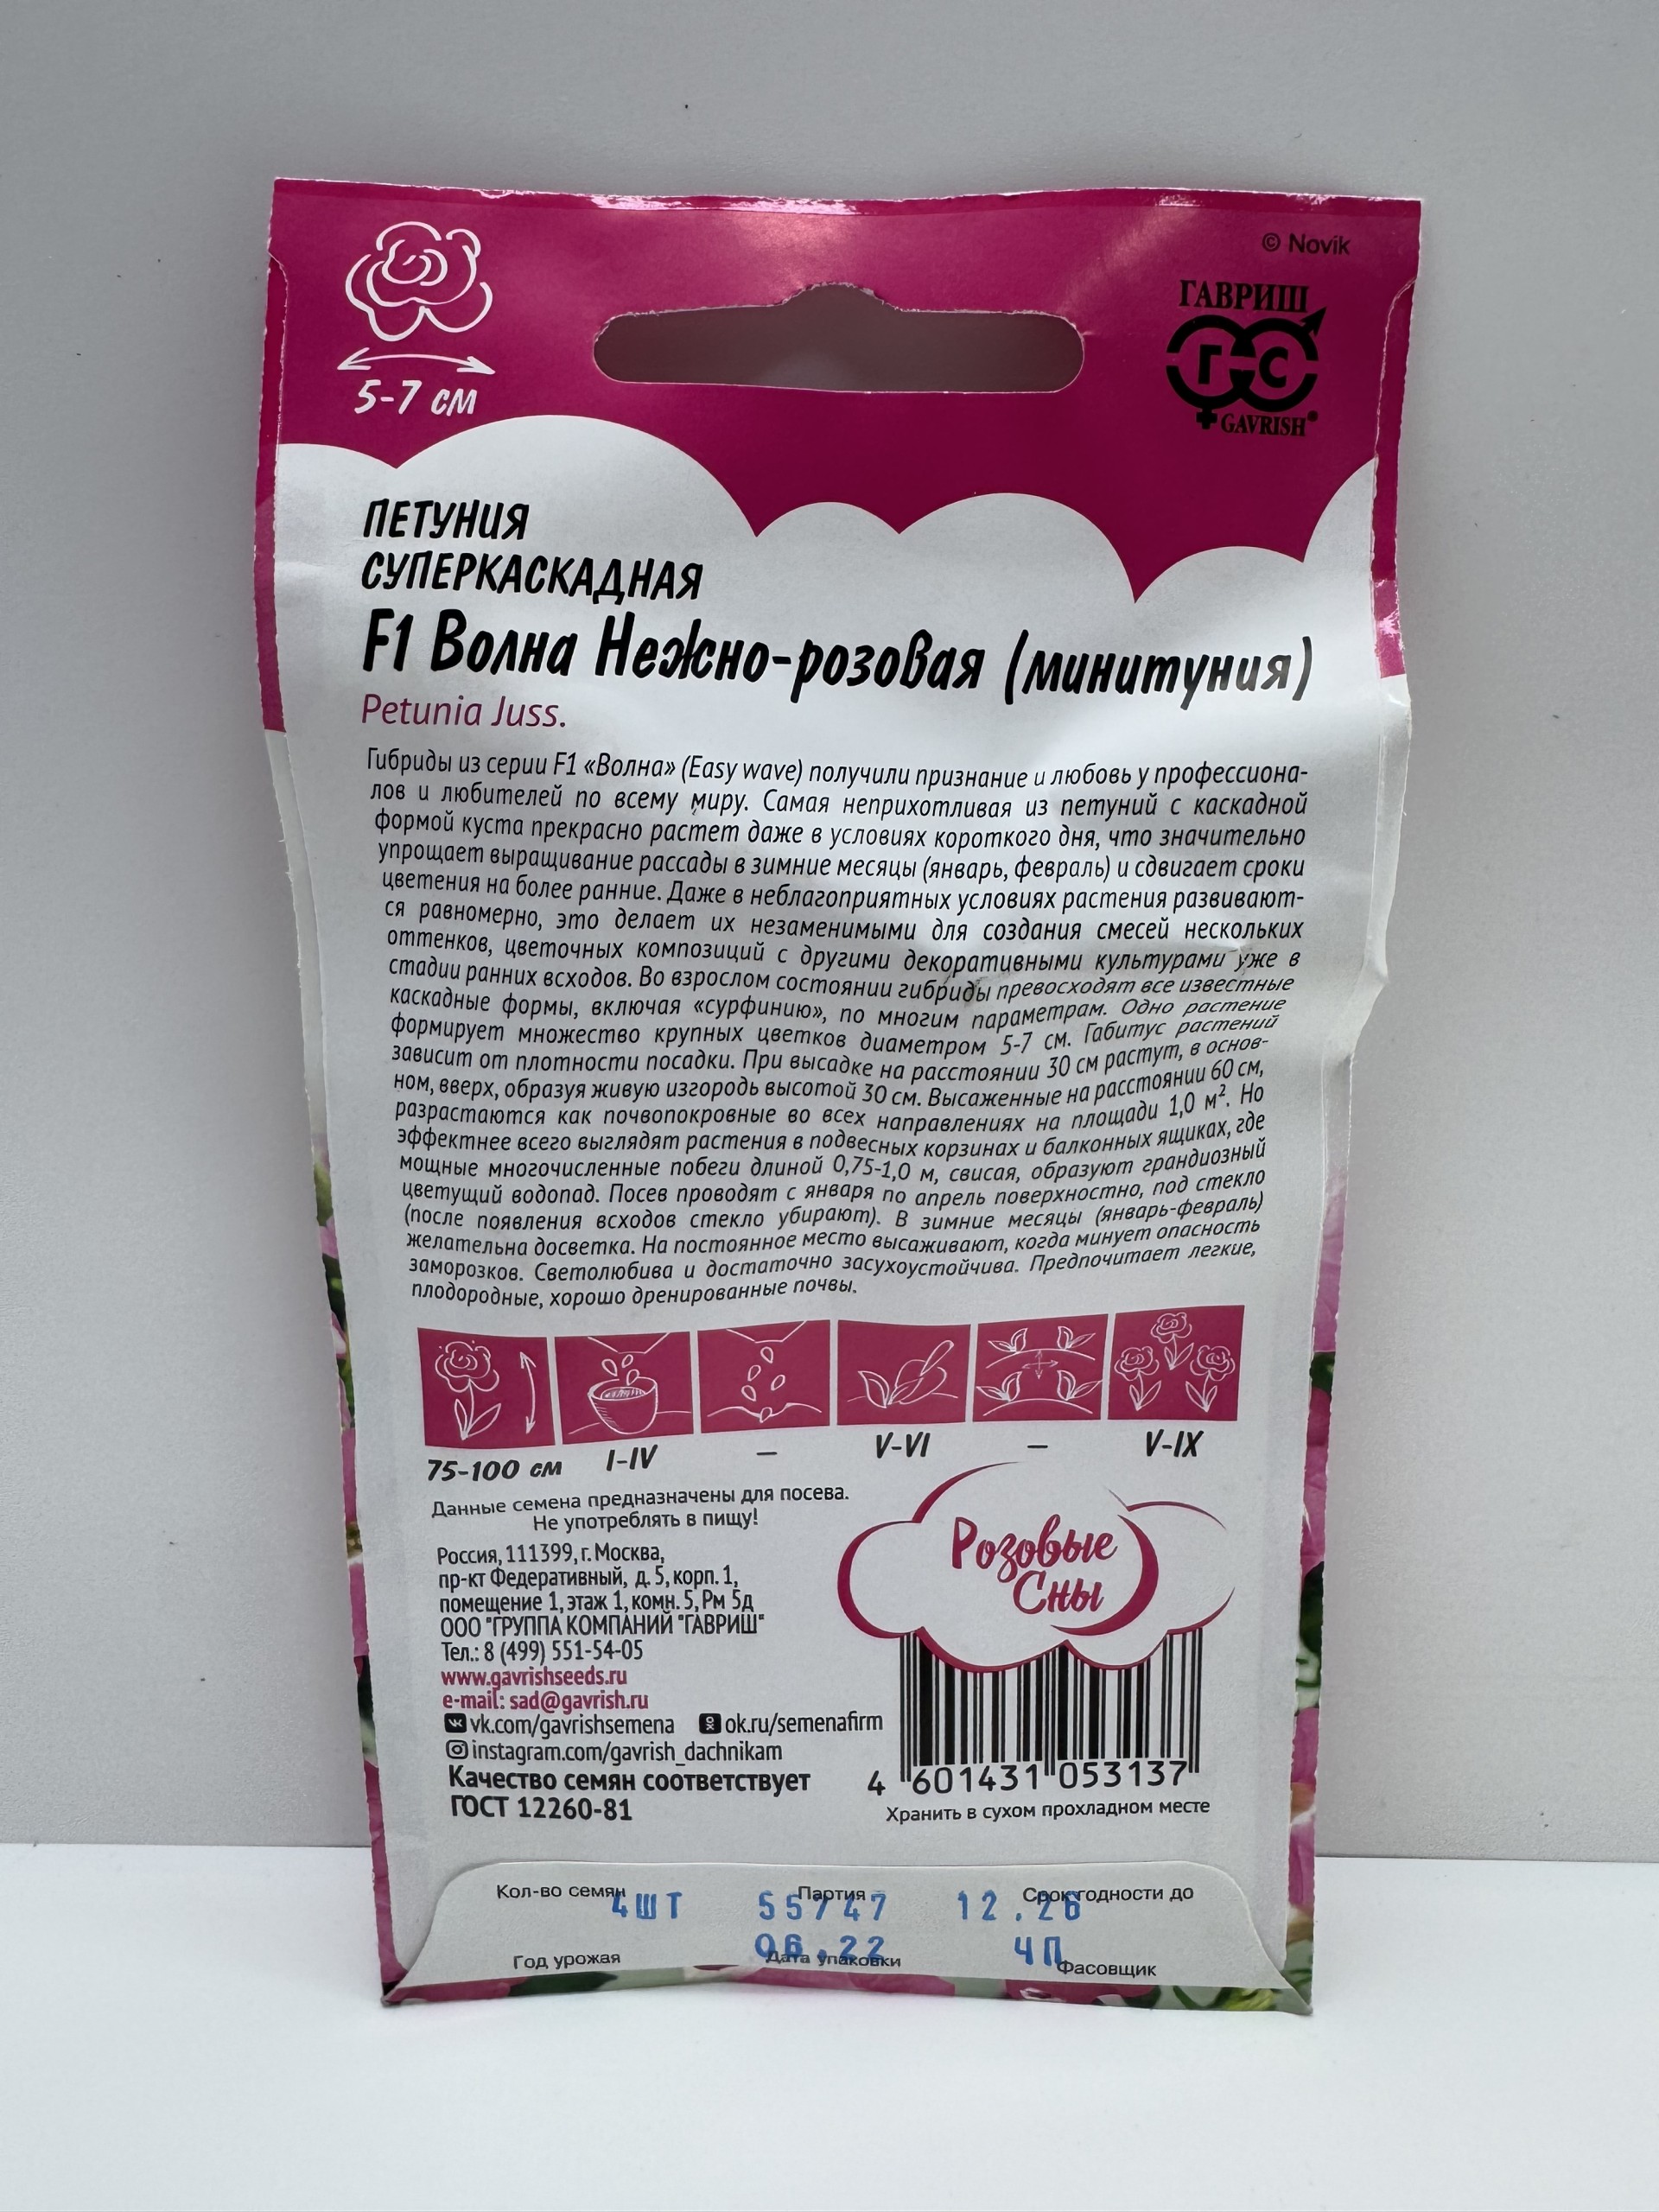 © Novik
ГАВРИШ
Г С
GAVRISH®
5-7 см
ПЕТУНИЯ
СУПЕРКАСКАДНАЯ
F1 Волна Нежно-розовая (минитуния)
Petunia Juss.
Гибриды из серии F1 «Волна» (Easy wave) получили признание и любовь у профессиона-
лов и любителей по всему миру. Самая неприхотливая из петуний с каскадной
формой куста прекрасно растет даже в условиях короткого дня, что значительно
упрощает выращивание рассады в зимние месяцы (январь, февраль) и сдвигает сроки
цветения на более ранние. Даже в неблагоприятных условиях растения развивают-
ся равномерно, это делает их незаменимыми для создания смесей нескольких
оттенков, цветочных композиций с другими декоративными культурами уже в
стадии ранних всходов. Во взрослом состоянии гибриды превосходят все известные
каскадные формы, включая «сурфинию», по многим параметрам. Одно растение
формирует множество крупных цветков диаметром 5-7 см. Габитус растений
зависит от плотности посадки. При высадке на расстоянии 30 см растут, в основ-
ном, вверх, образуя живую изгородь высотой 30 см. Высаженные на расстоянии 60 см,
разрастаются как почвопокровные во всех направлениях на площади 1,0 м². Но
эффектнее всего выглядят растения в подвесных корзинах и балконных ящиках, где
мощные многочисленные побеги длиной 0,75-1,0 м, свисая, образуют грандиозный
цветущий водопад. Посев проводят с января по апрель поверхностно, под стекло
(после появления всходов стекло убирают). В зимние месяцы (январь-февраль)
желательна досветка. На постоянное место высаживают, когда минует опасность
заморозков. Светолюбива и достаточно засухоустойчива. Предпочитает легкие,
плодородные, хорошо дренированные почвы.
75-100 см I-IV – V-VI – V-IX
Данные семена предназначены для посева.
Не употреблять в пищу!
Россия, 111399, г. Москва,
пр-кт Федеративный, д. 5, корп. 1,
помещение 1, этаж 1, комн. 5, Рм 5д
ООО "ГРУППА КОМПАНИЙ "ГАВРИШ"
Тел.: 8 (499) 551-54-05
www.gavrishseeds.ru
e-mail: sad@gavrish.ru
vk.com/gavrishsemena ok.ru/semenafirm
instagram.com/gavrish_dachnikam
Качество семян соответствует
ГОСТ 12260-81
Розовые
Сны
4 601431 053137
Хранить в сухом прохладном месте
Кол-во семян Партия Срок годности до
4ШТ 55747 12.26
06.22 ЧП
Год урожая Дата упаковки Фасовщик